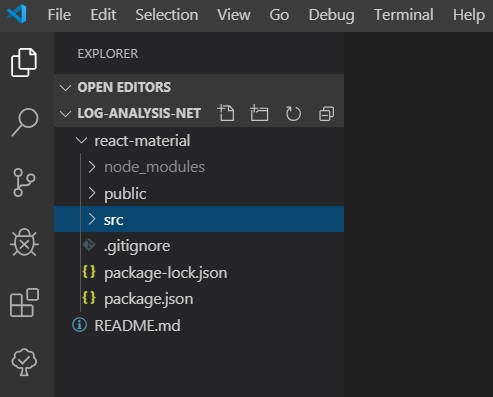 File Edit Selection View Go Debug Terminal Help
EXPLORER
OPEN EDITORS
LOG-ANALYSIS-NET
react-material
node_modules
public
src
.gitignore
{} package-lock.json
{} package.json
README.md